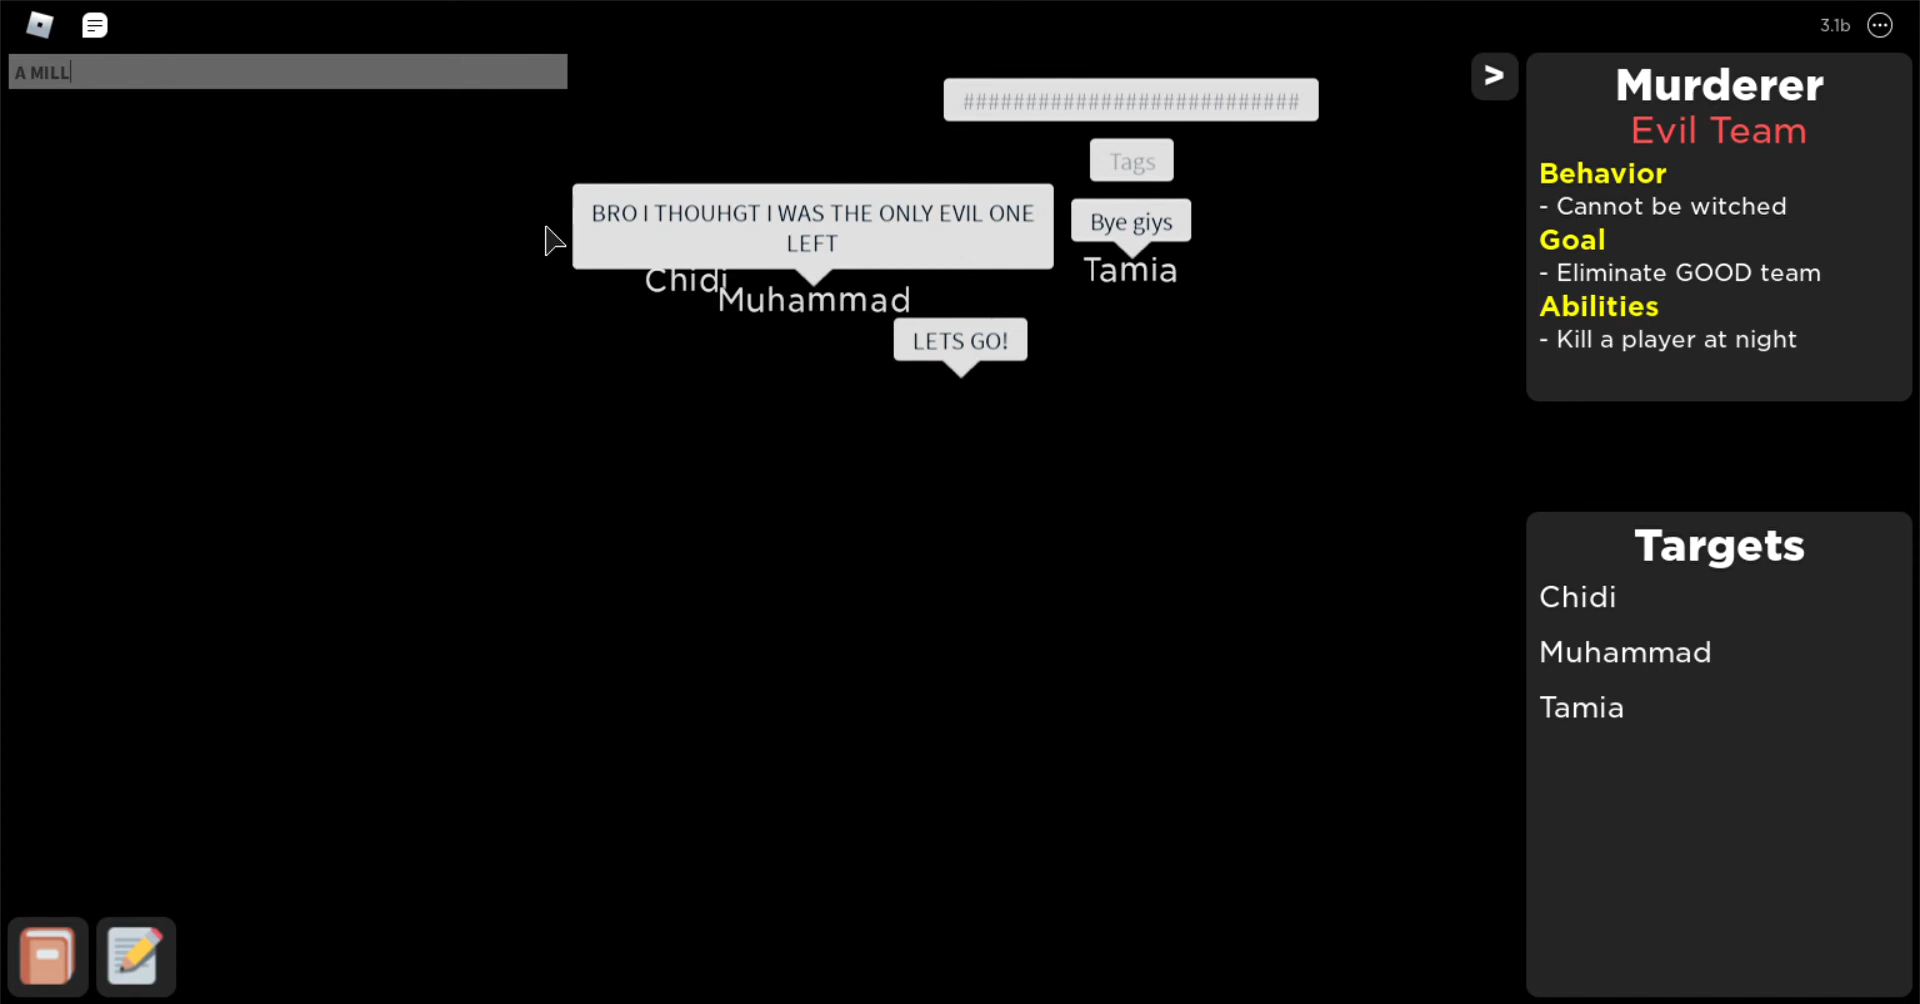 3.1b
A MILL
##########################
Tags
BRO I THOUHGT I WAS THE ONLY EVIL ONE
LEFT
Bye giys
Chidi
Muhammad
Tamia
LETS GO!
>
Murderer
Evil Team
Behavior
- Cannot be witched
Goal
- Eliminate GOOD team
Abilities
- Kill a player at night
Targets
Chidi
Muhammad
Tamia